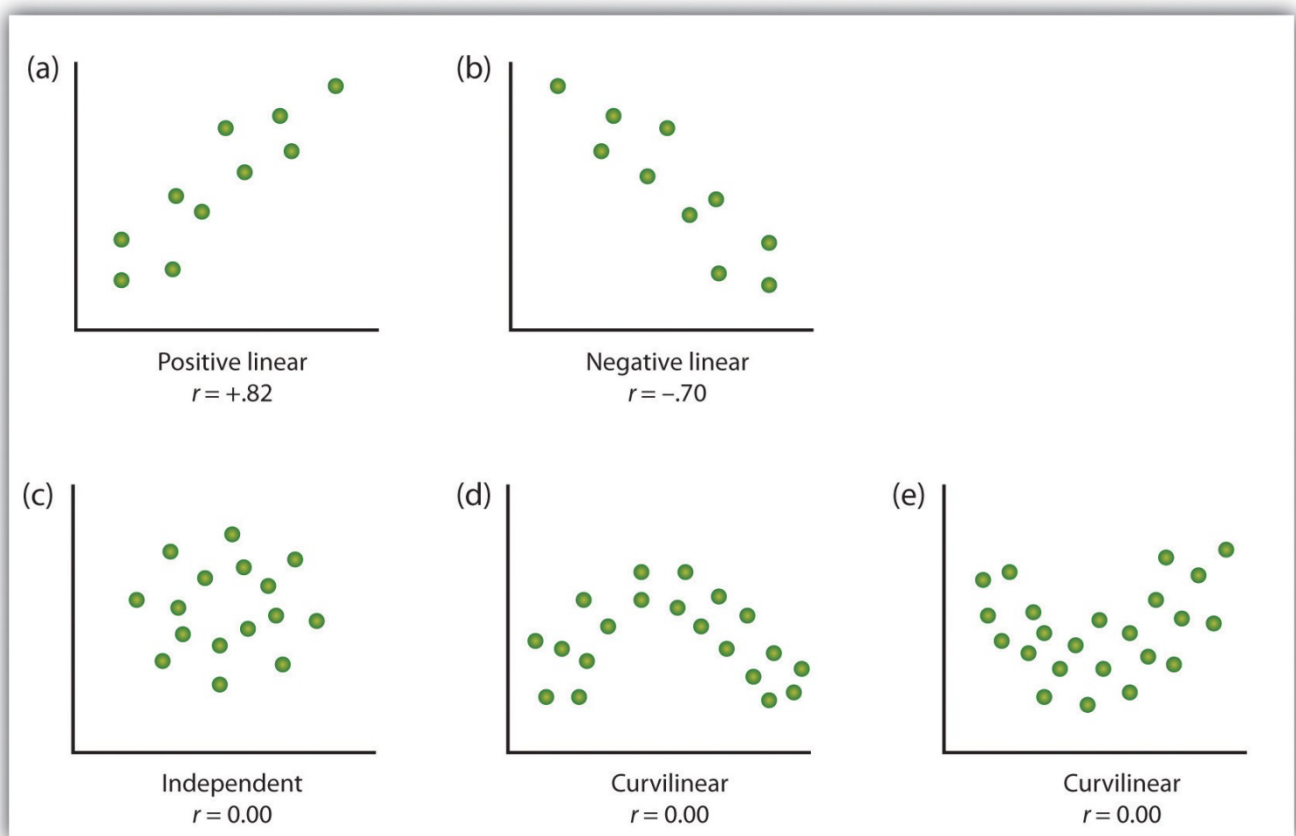 (a)
Positive linear
r = +.82
(b)
Negative linear
r = –.70
(c)
Independent
r = 0.00
(d)
Curvilinear
r = 0.00
(e)
Curvilinear
r = 0.00